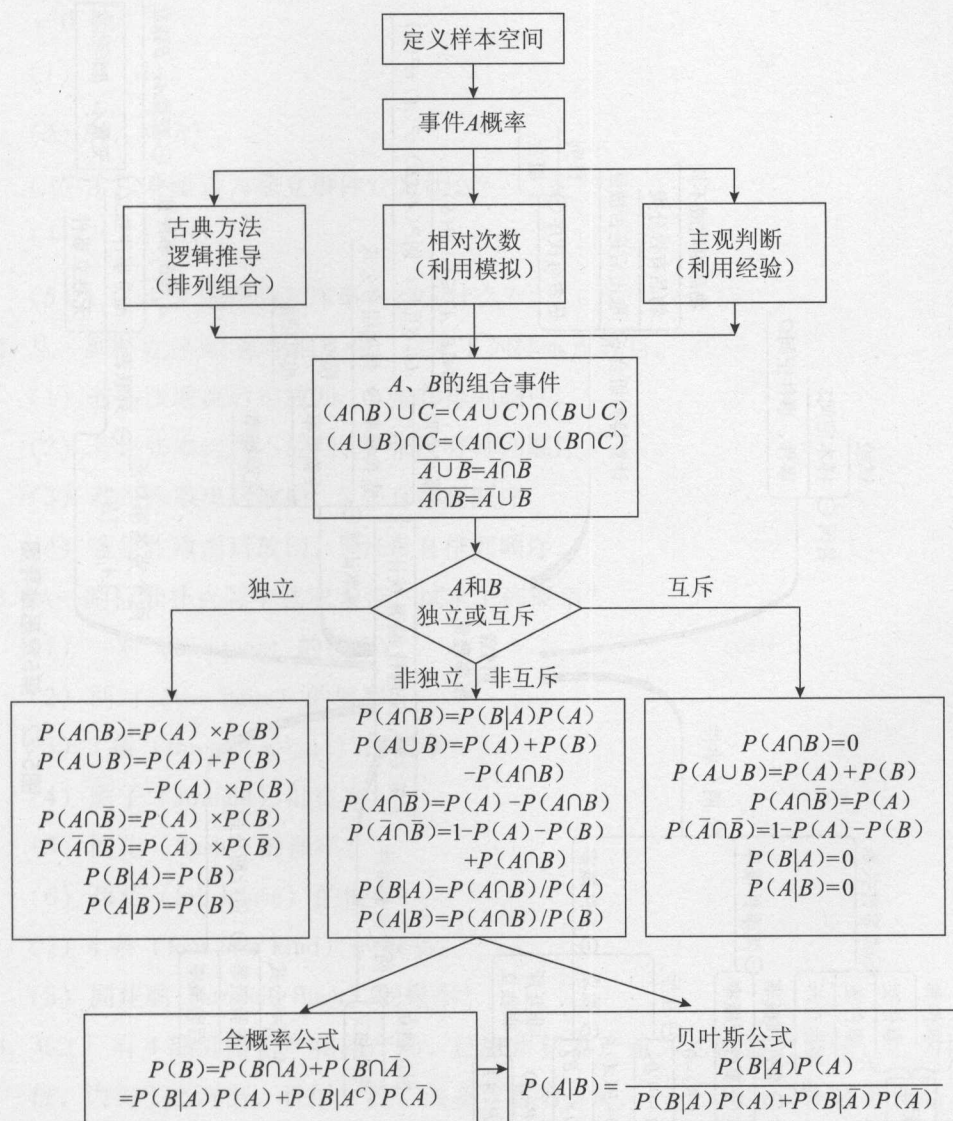 定义样本空间
事件A概率
古典方法
逻辑推导
(排列组合)
相对次数
(利用模拟)
主观判断
(利用经验)
A、B的组合事件
(A∩B)∪C=(A∪C)∩(B∪C)
(A∪B)∩C=(A∩C)∪(B∩C)
A̅∪̅B̅=A̅∩B̅
A̅∩̅B̅=A̅∪B̅
A和B
独立或互斥
独立
互斥
非独立 非互斥
P(A∩B)=P(A) ×P(B)
P(A∪B)=P(A)+P(B)
-P(A) ×P(B)
P(A∩B̅)=P(A) ×P(B̅)
P(A̅∩B̅)=P(A̅) ×P(B̅)
P(B|A)=P(B)
P(A|B)=P(B)
P(A∩B)=P(B|A)P(A)
P(A∪B)=P(A)+P(B)
-P(A∩B)
P(A∩B̅)=P(A) -P(A∩B)
P(A̅∩B̅)=1-P(A)-P(B)
+P(A∩B)
P(B|A)=P(A∩B)/P(A)
P(A|B)=P(A∩B)/P(B)
P(A∩B)=0
P(A∪B)=P(A)+P(B)
P(A∩B̅)=P(A)
P(A̅∩B̅)=1-P(A)-P(B)
P(B|A)=0
P(A|B)=0
全概率公式
P(B)=P(B∩A)+P(B∩A̅)
=P(B|A)P(A)+P(B|Aᶜ)P(A̅)
贝叶斯公式
P(A|B)= P(B|A)P(A) / P(B|A)P(A)+P(B|A̅)P(A̅)